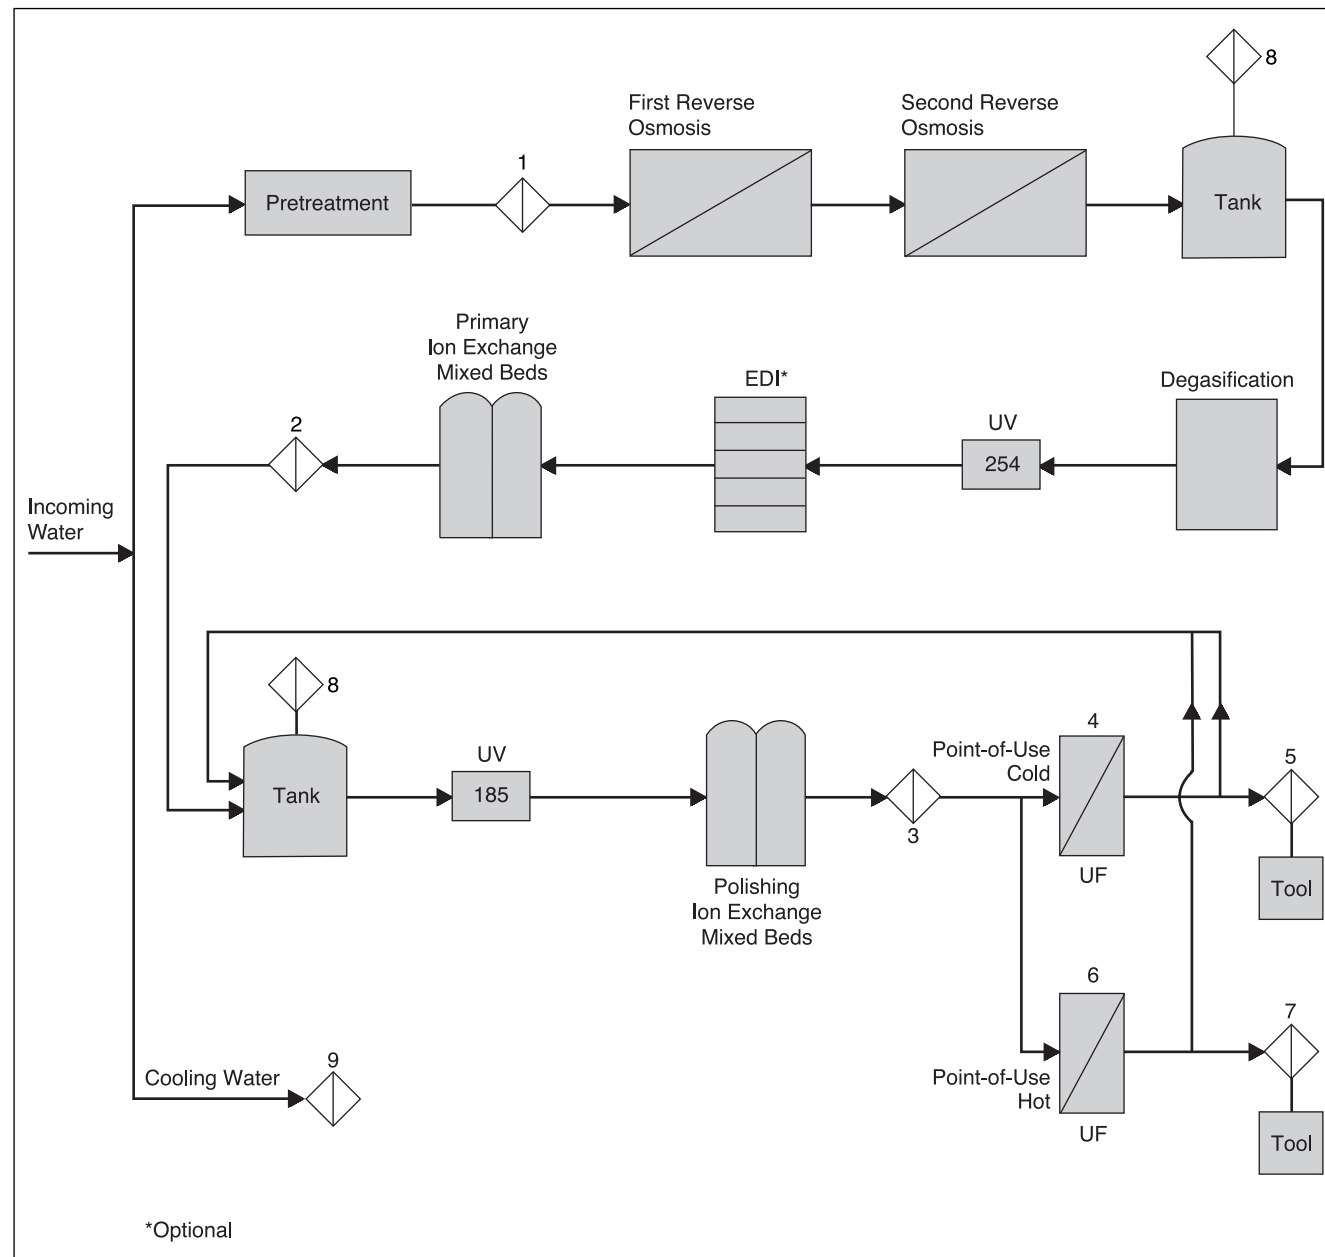 8
First Reverse
Osmosis
Second Reverse
Osmosis
1
Pretreatment
Tank
Primary
Ion Exchange
Mixed Beds
EDI*
Degasification
UV
2
254
Incoming
Water
8
4
UV
Point-of-Use
Cold
5
Tank
185
3
UF
Polishing
Ion Exchange
Mixed Beds
Tool
6
7
9
Cooling Water
Point-of-Use
Hot
UF
Tool
*Optional